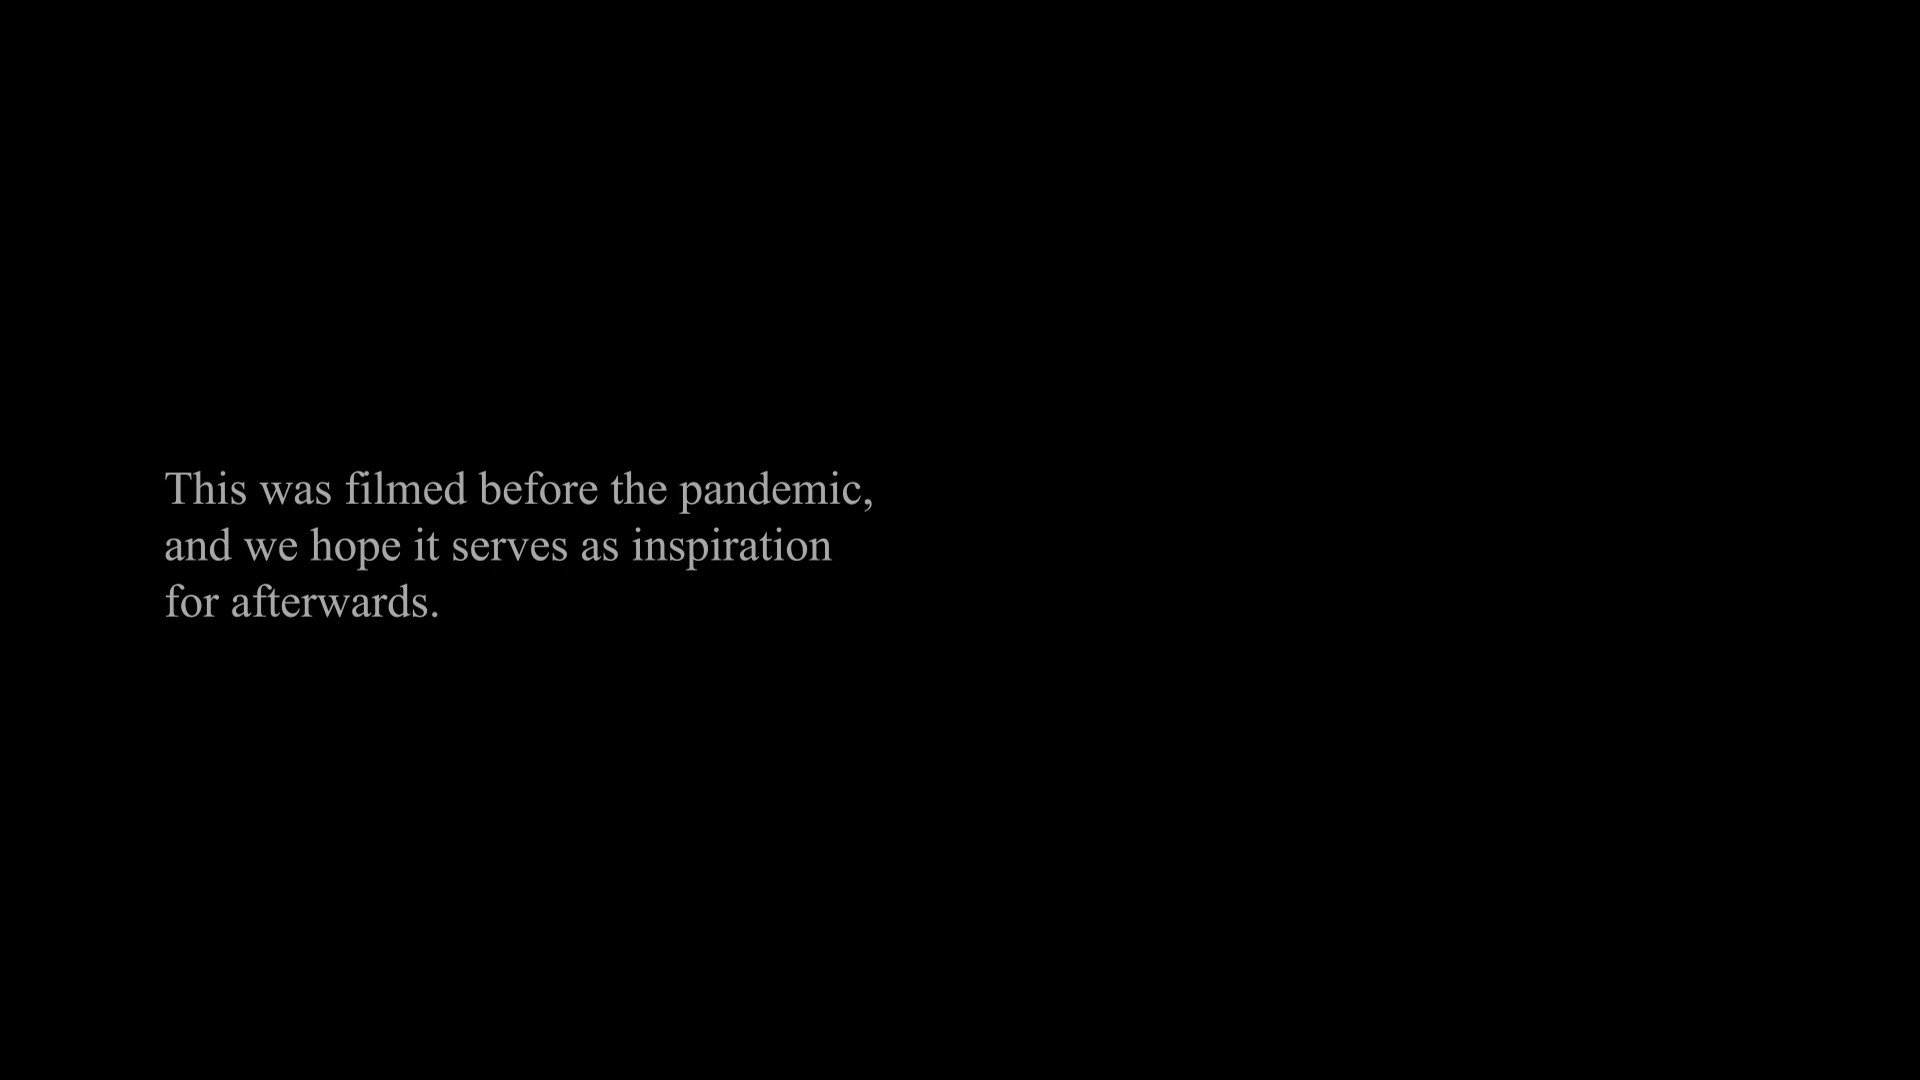 This was filmed before the pandemic,
and we hope it serves as inspiration
for afterwards.